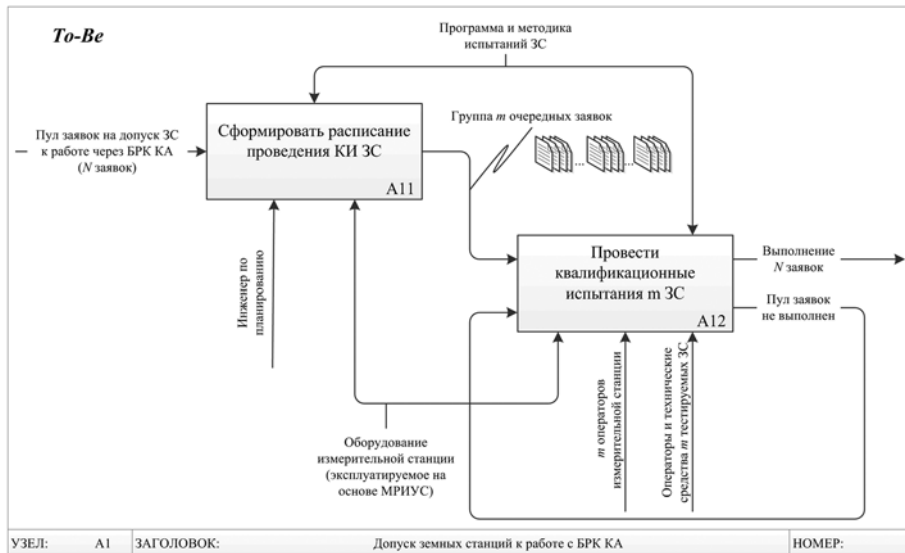 To-Be
Программа и методика
испытаний ЗС
Пул заявок на допуск ЗС
к работе через БРК КА
(N заявок)
Сформировать расписание
проведения КИ ЗС
A11
Группа m очередных заявок
... ...
Инженер по
планированию
Провести
квалификационные
испытания m ЗС
A12
Выполнение
N заявок
Пул заявок
не выполнен
Оборудование
измерительной станции
(эксплуатируемое на
основе МРИУС)
m операторов
измерительной станции
Операторы и технические
средства m тестируемых ЗС
УЗЕЛ: A1 ЗАГОЛОВОК: Допуск земных станций к работе с БРК КА НОМЕР: